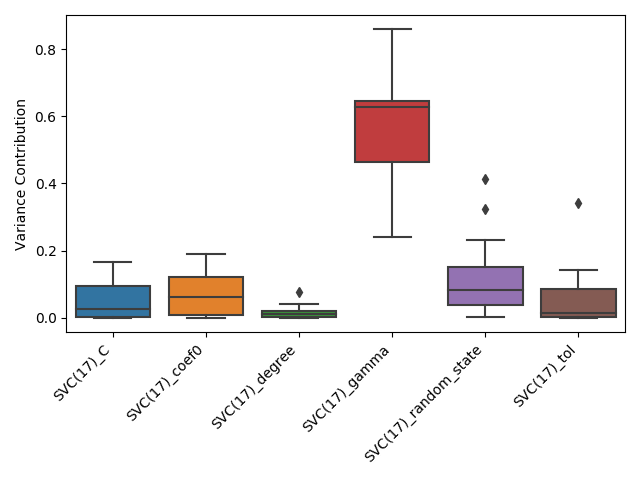 Variance Contribution
0.8
0.6
0.4
0.2
0.0
SVC(17)_C
SVC(17)_coef0
SVC(17)_degree
SVC(17)_gamma
SVC(17)_random_state
SVC(17)_tol